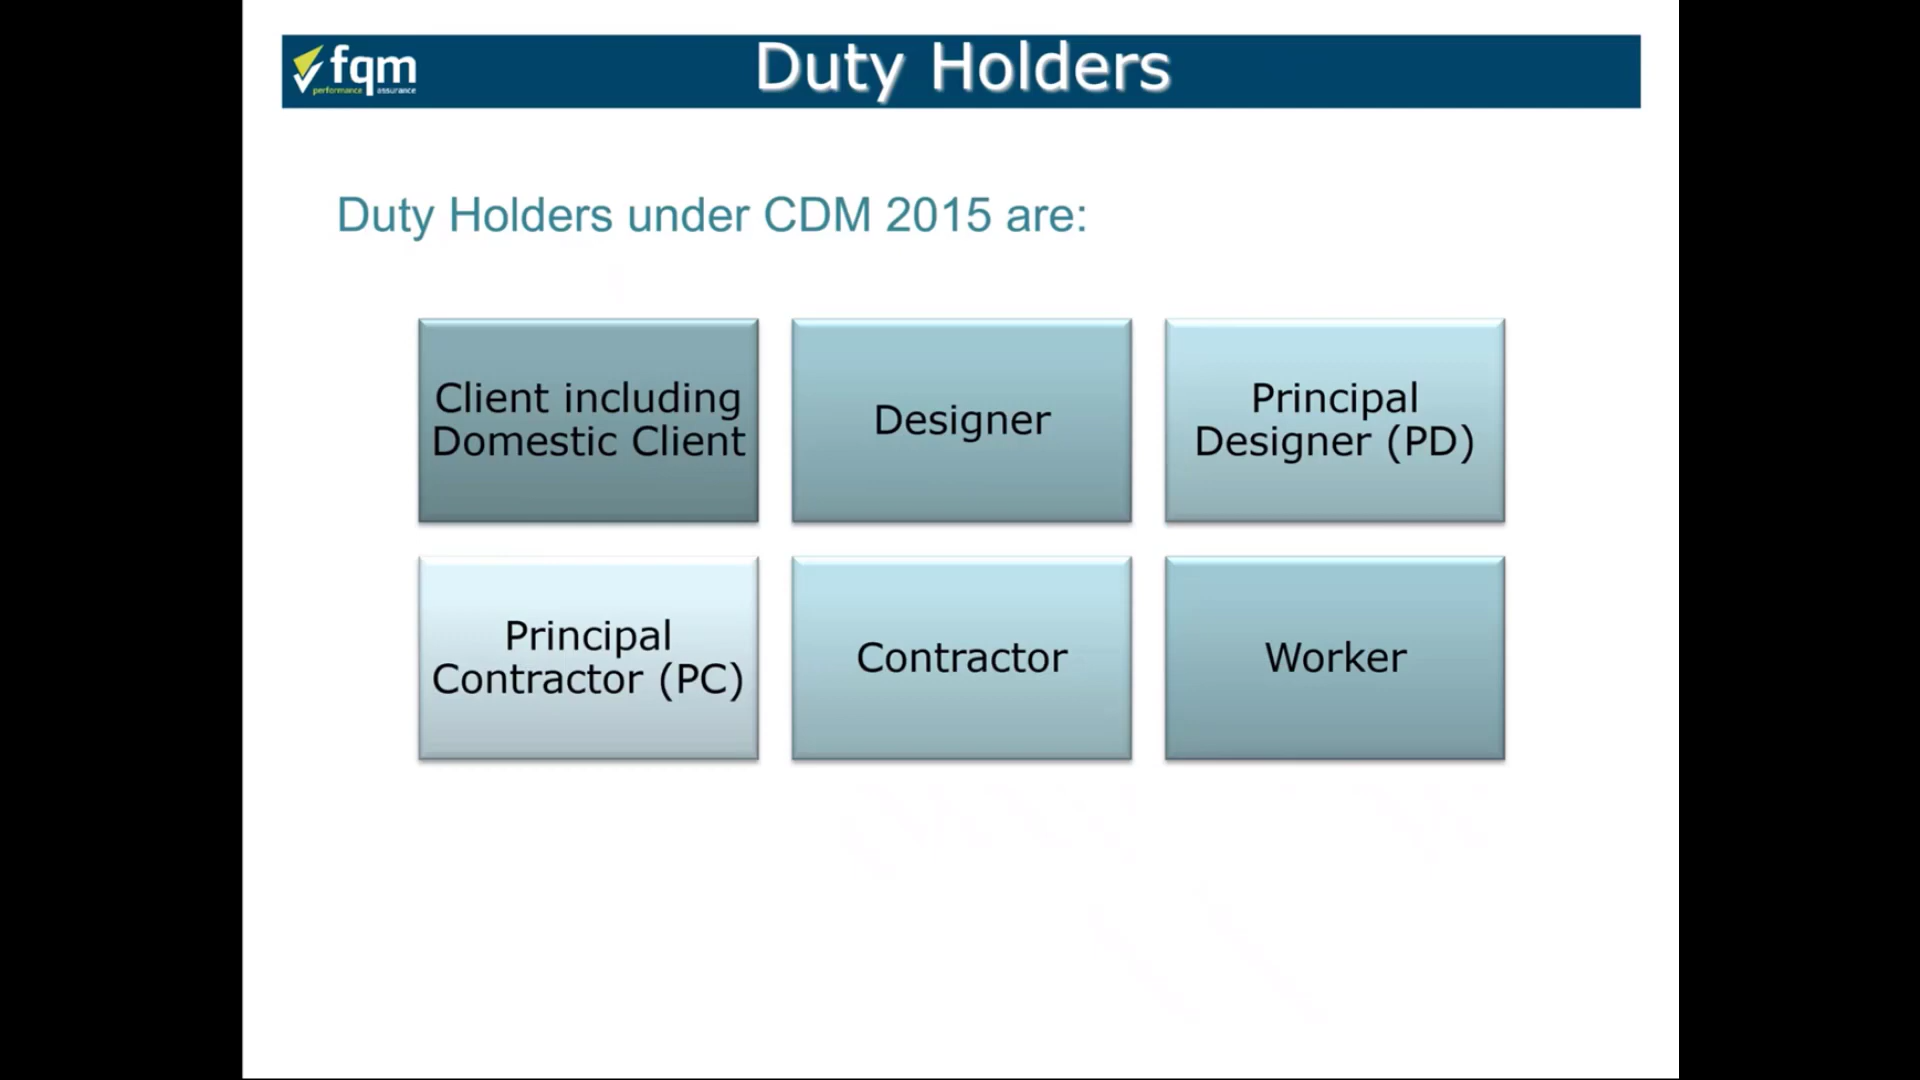 fqm
performance assurance
Duty Holders
Duty Holders under CDM 2015 are:
Client including
Domestic Client
Designer
Principal
Designer (PD)
Principal
Contractor (PC)
Contractor
Worker